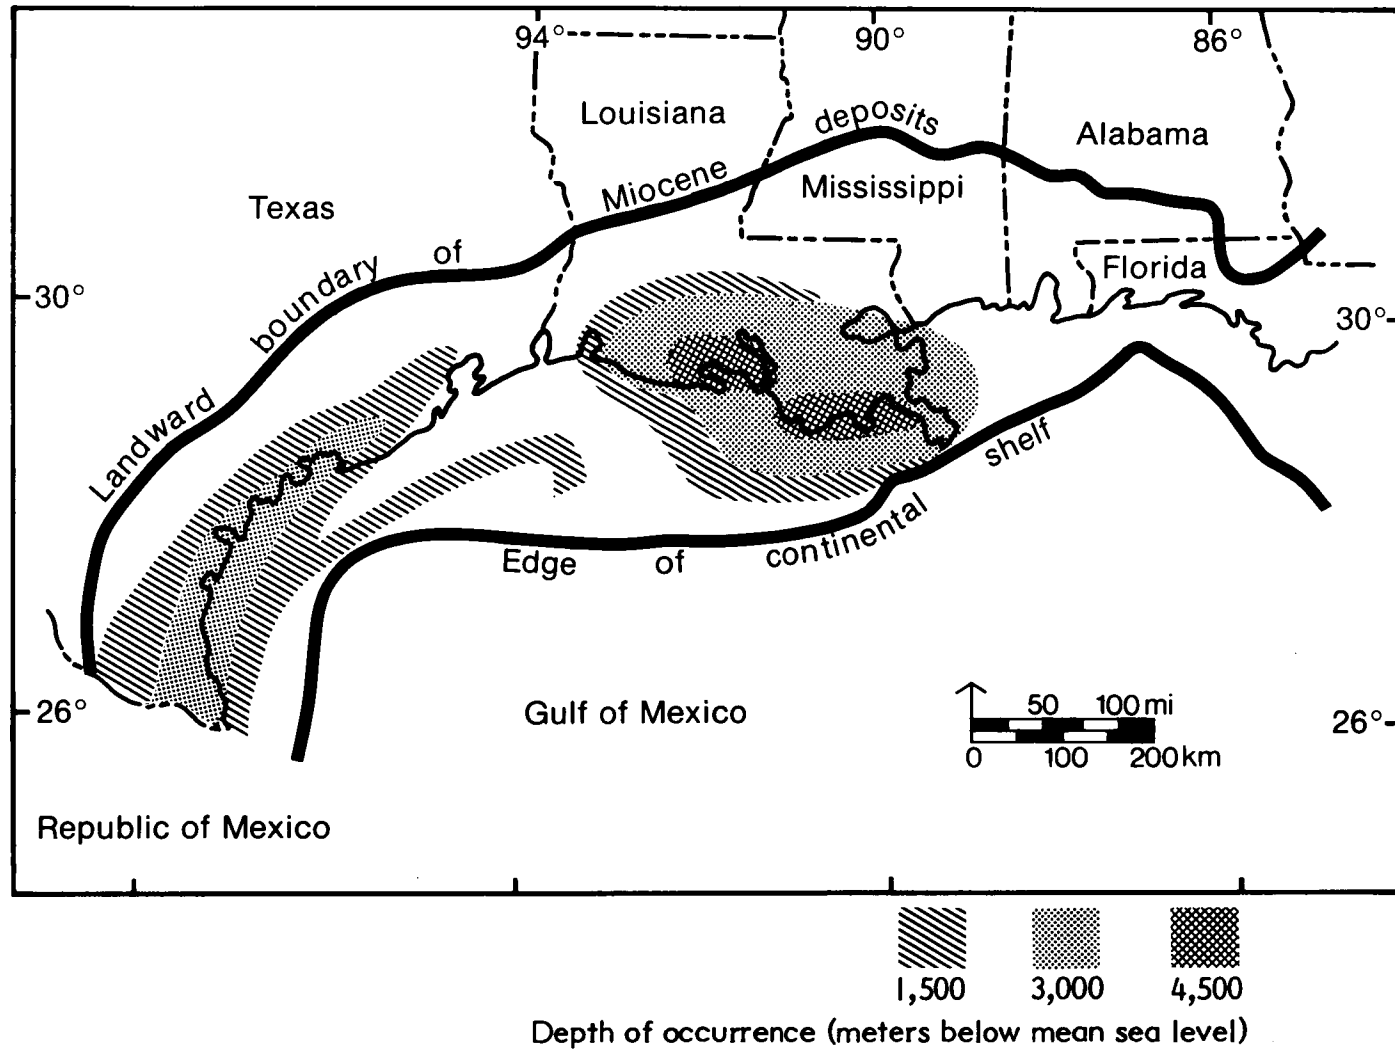 94° 90° 86°
Louisiana
deposits
Alabama
Miocene
Mississippi
Texas
of
boundary
Florida
30°
30°
Landward
shelf
Edge of continental
26°
Gulf of Mexico
50 100 mi
26°
0 100 200 km
Republic of Mexico
1,500 3,000 4,500
Depth of occurrence (meters below mean sea level)